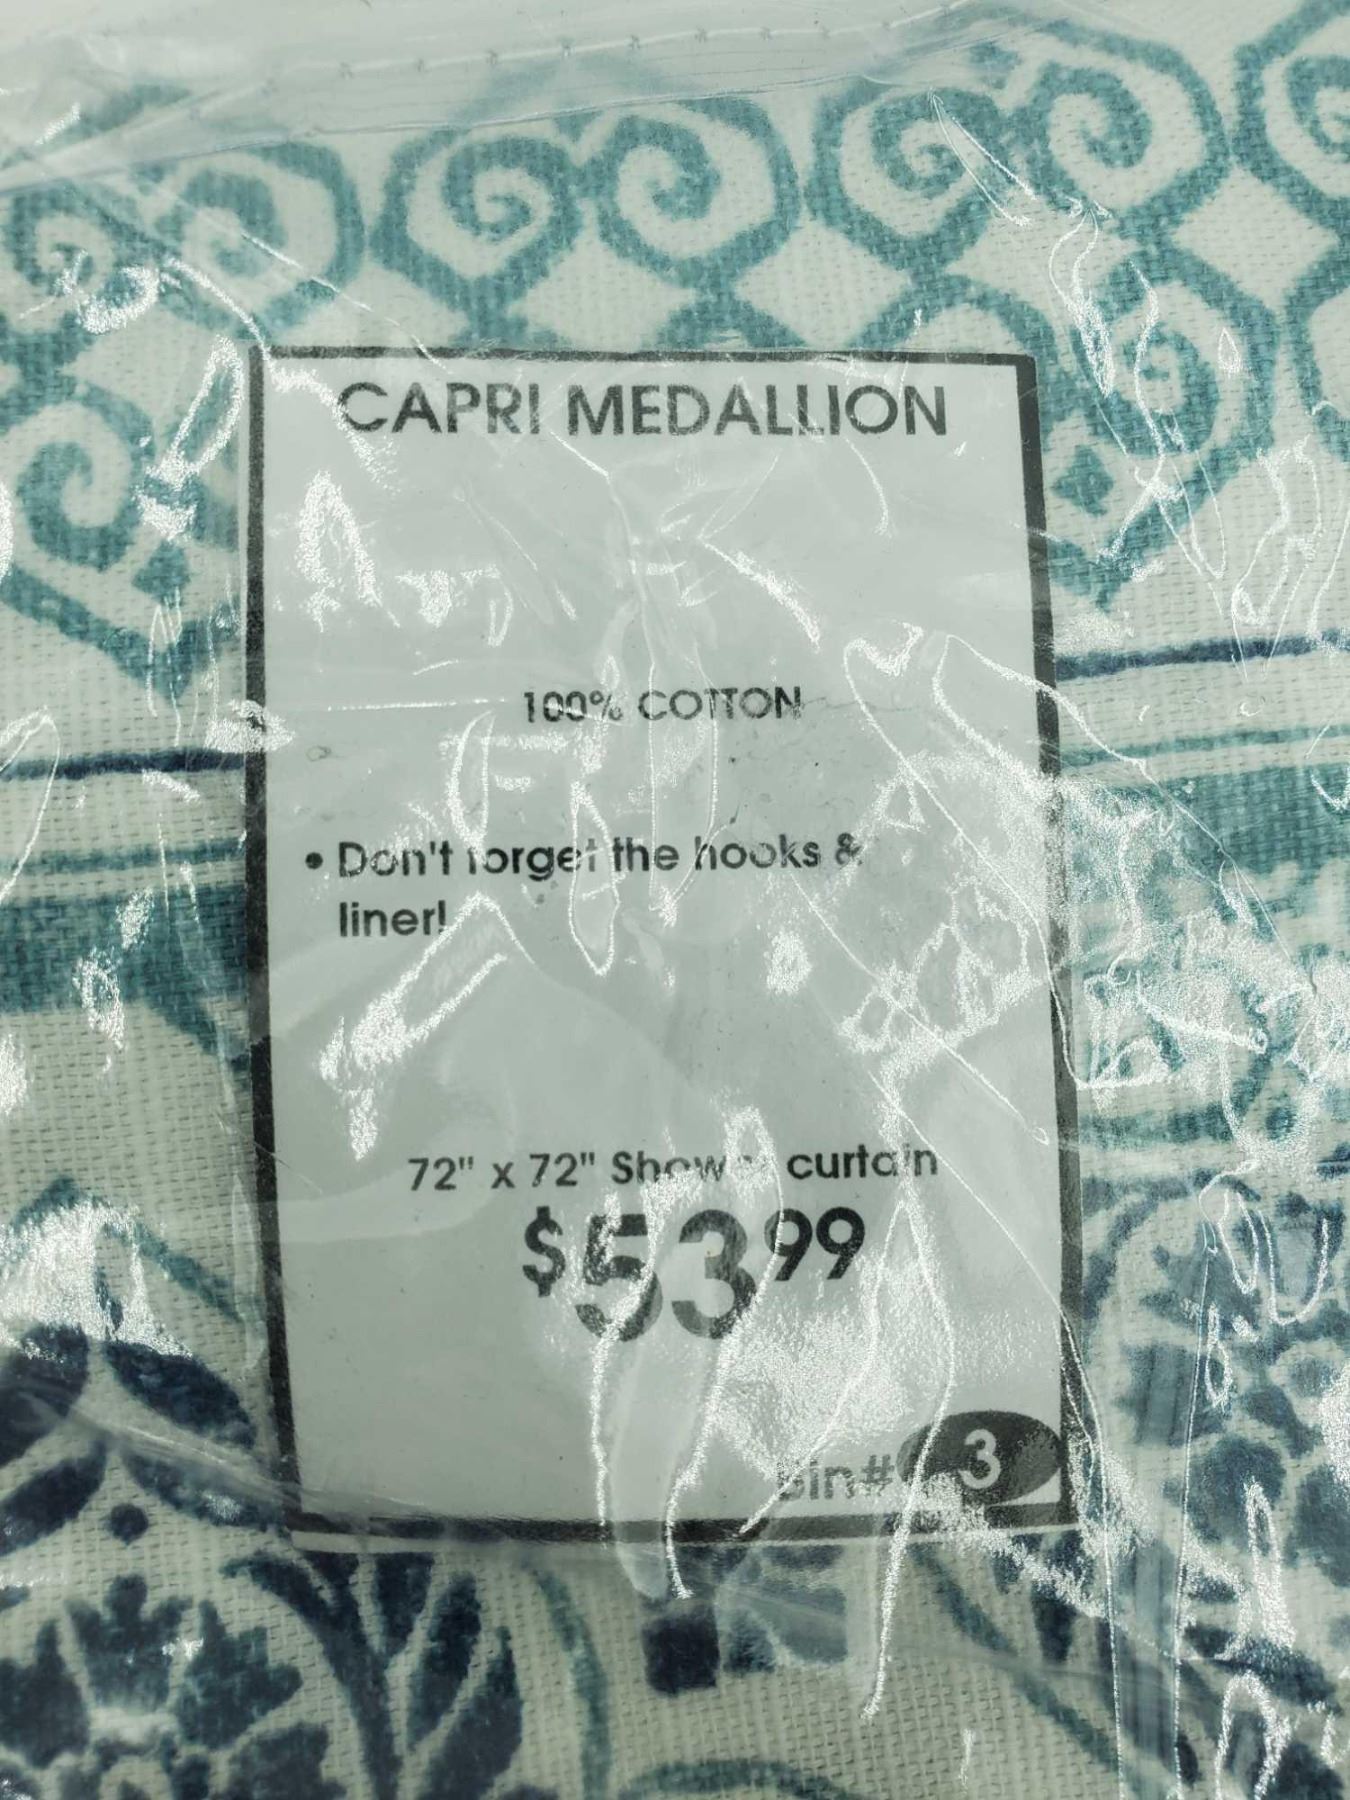 CAPRI MEDALLION
100% COTTON
• Don't forget the hooks &
liner!
72" x 72" Shower curtain
$53.99
Bin# 3